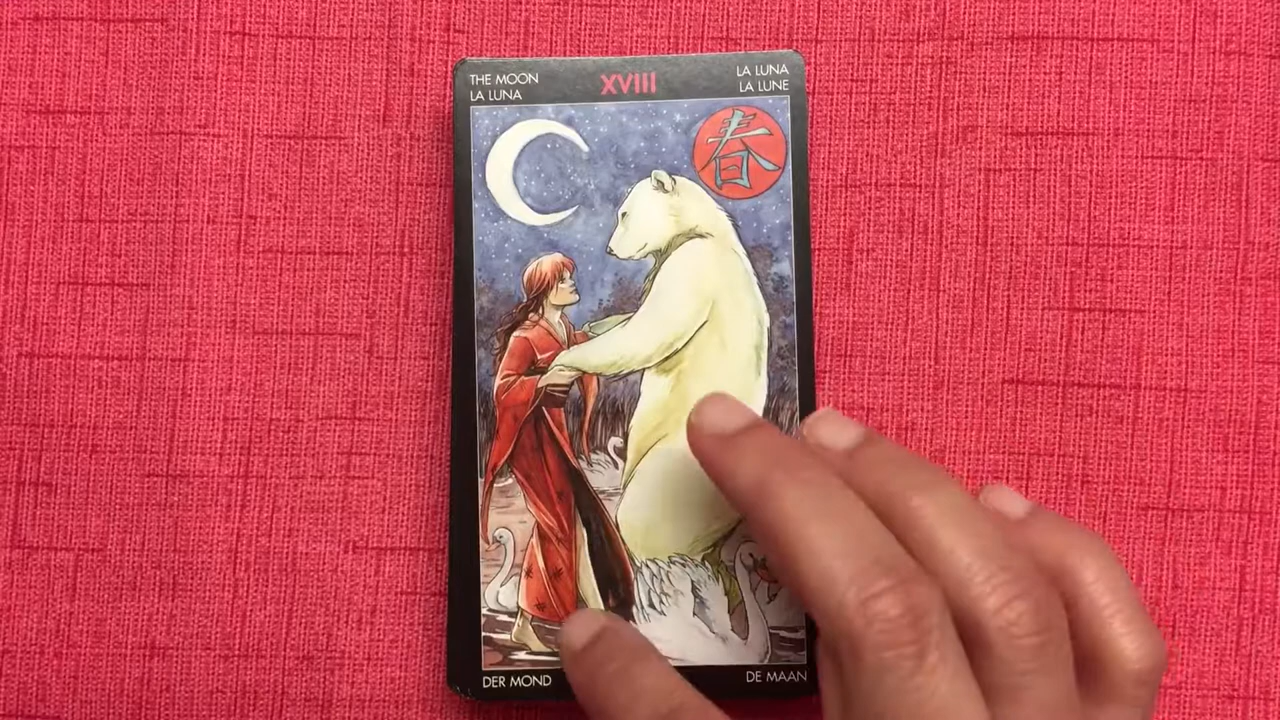 THE MOON
LA LUNA
XVIII
LA LUNA
LA LUNE
春
DER MOND
DE MAAN